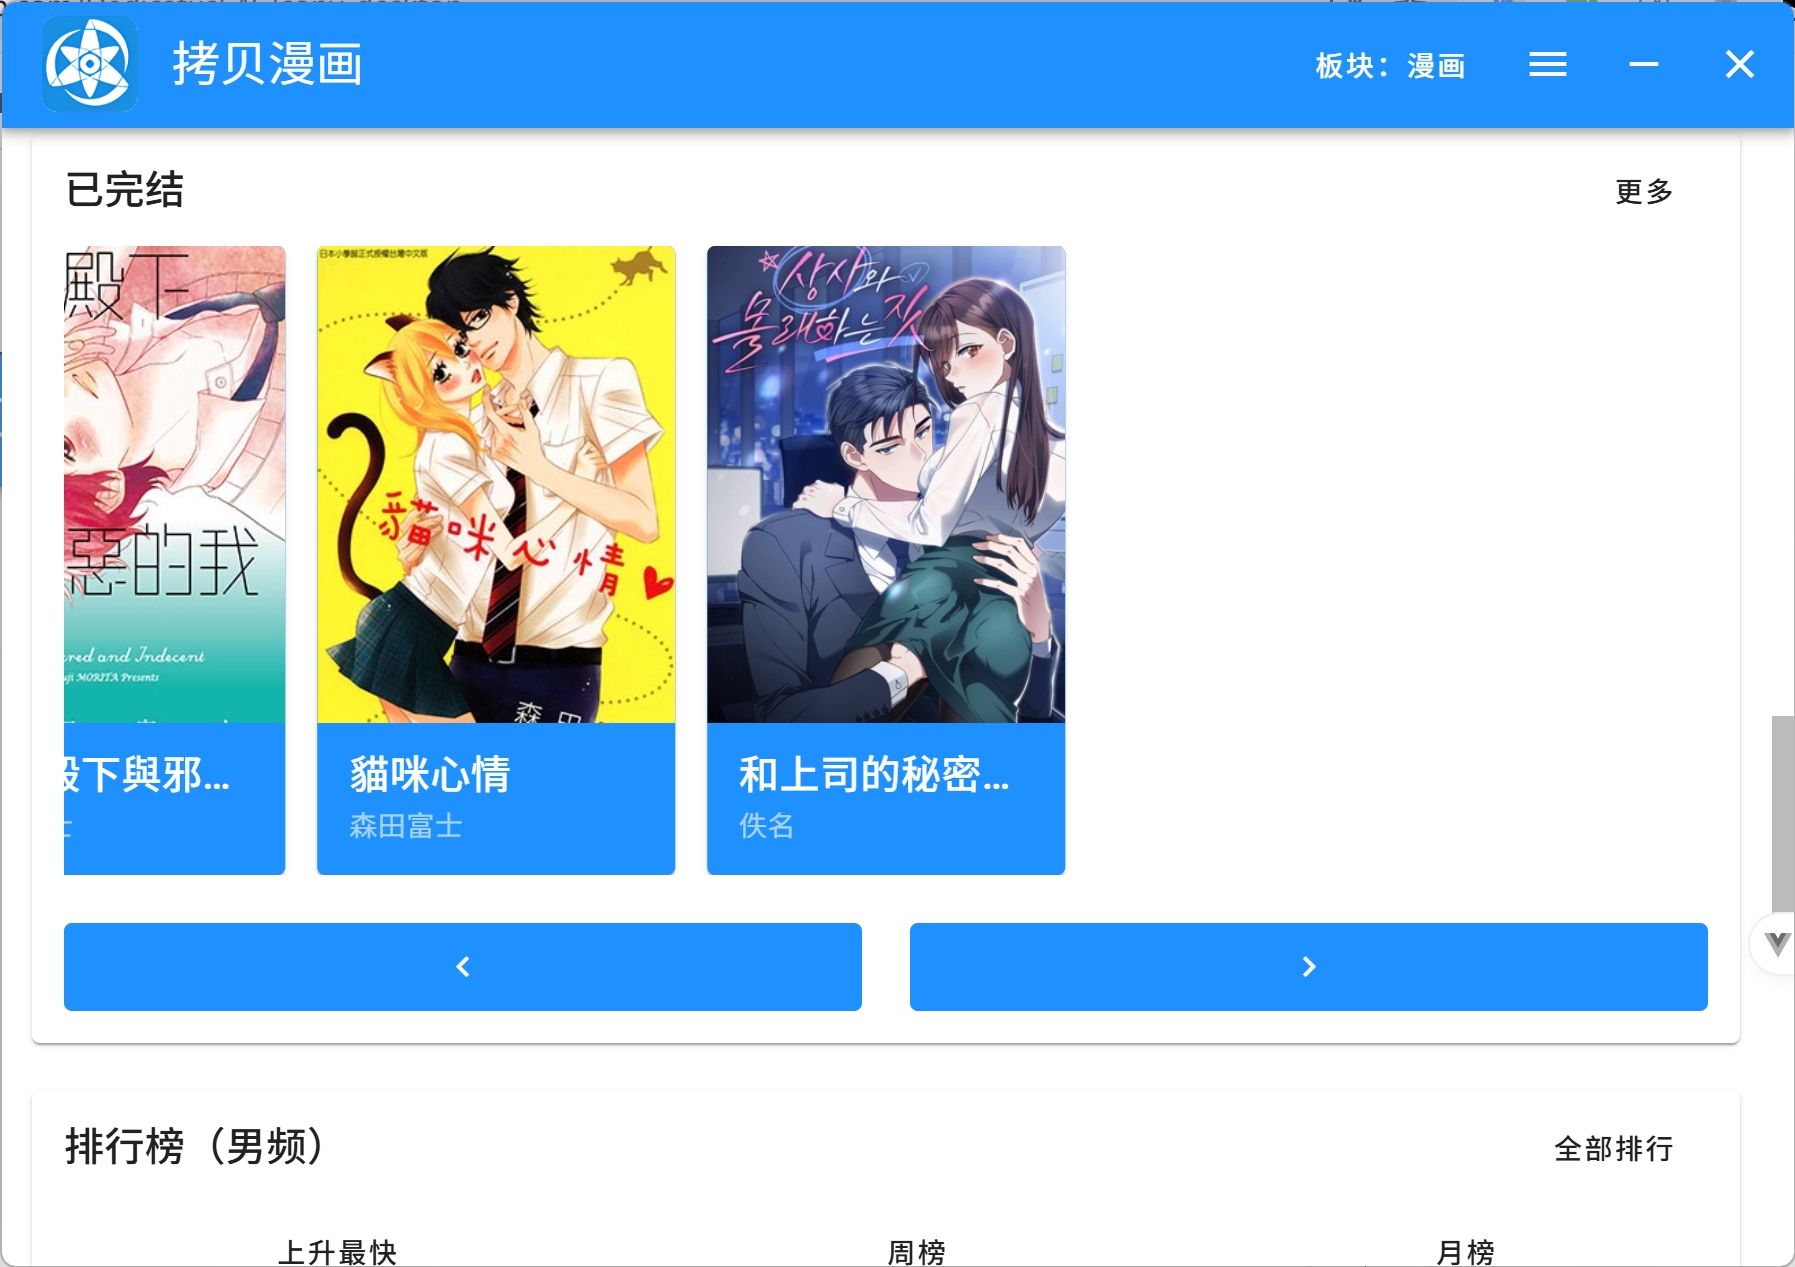 拷贝漫画
板块：漫画
已完结
更多
殿下
惡的我
red and Indecent
uji MORITA Presents
下與邪...
日本小學館正式授權台灣中文版
貓咪心情
森田
貓咪心情
森田富士
상사와
몰래하는 짓
和上司的秘密...
佚名
排行榜（男频）
全部排行
上升最快
周榜
月榜